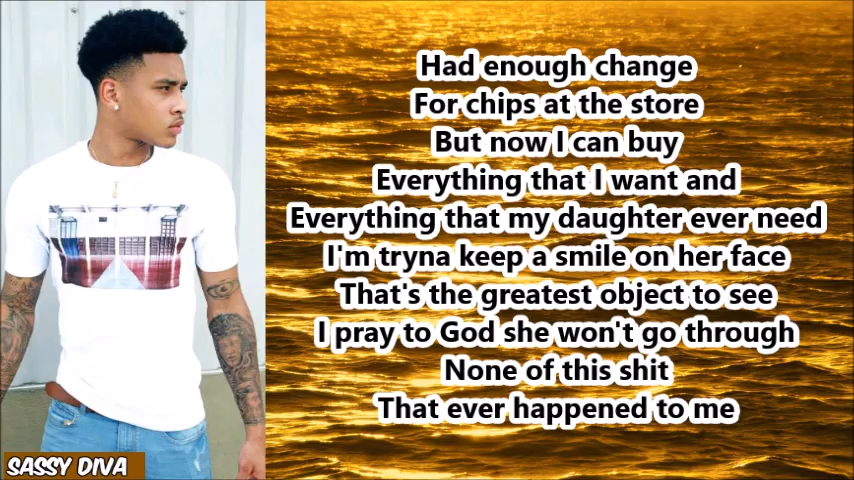 Had enough change
For chips at the store
But now I can buy
Everything that I want and
Everything that my daughter ever need
I'm tryna keep a smile on her face
That's the greatest object to see
I pray to God she won't go through
None of this shit
That ever happened to me
SASSY DIVA